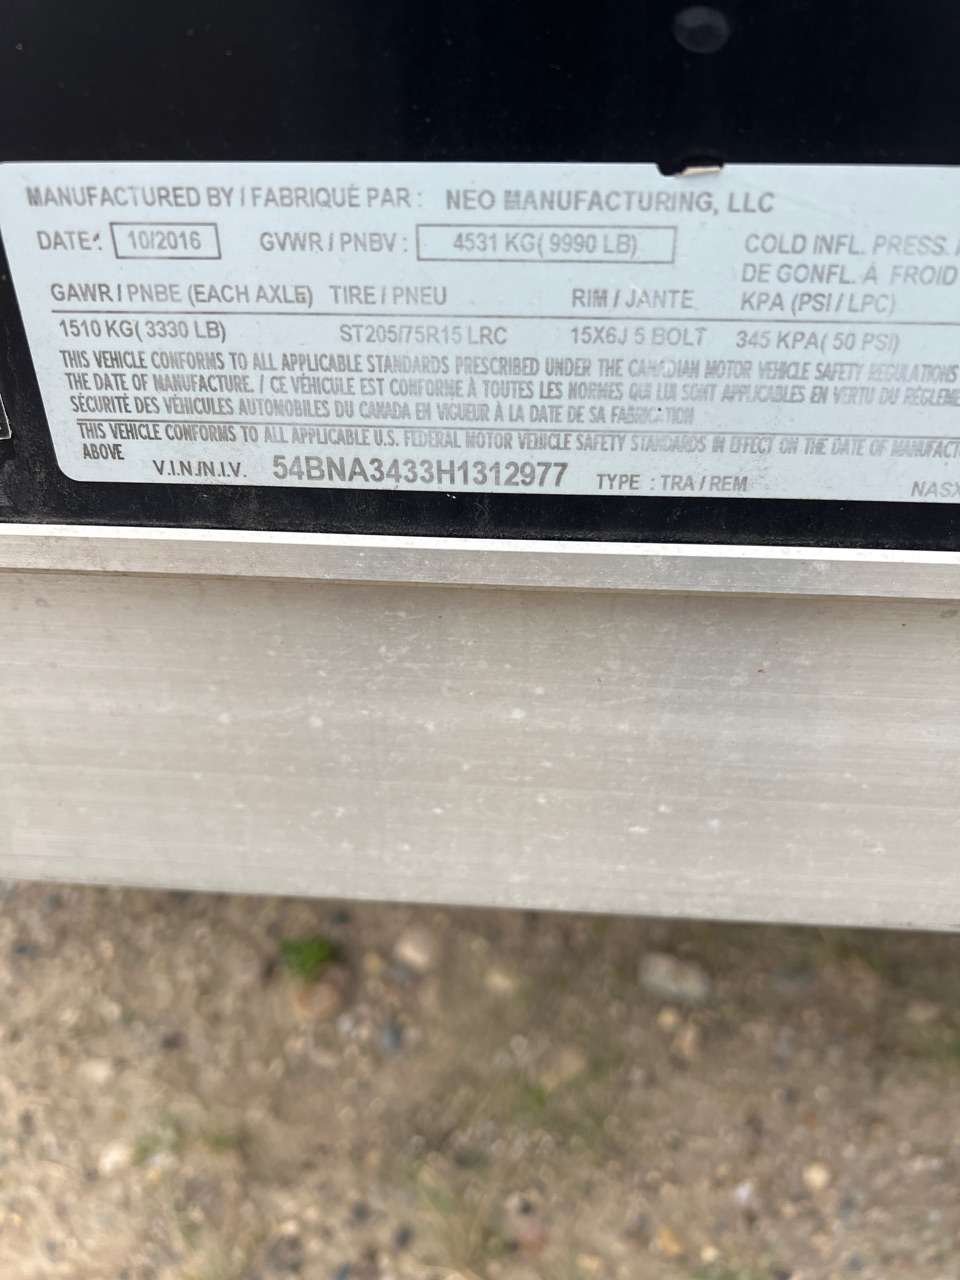 MANUFACTURED BY / FABRIQUÉ PAR : NEO MANUFACTURING, LLC
DATE: 10/2016 GVWR / PNBV : 4531 KG( 9990 LB) COLD INFL. PRESS.
DE GONFL. À FROID
GAWR / PNBE (EACH AXLE) TIRE / PNEU RIM / JANTE KPA (PSI / LPC)
1510 KG( 3330 LB) ST205/75R15 LRC 15X6J 5 BOLT 345 KPA( 50 PSI)
THIS VEHICLE CONFORMS TO ALL APPLICABLE STANDARDS PRESCRIBED UNDER THE CANADIAN MOTOR VEHICLE SAFETY REGULATIONS
THE DATE OF MANUFACTURE. / CE VÉHICULE EST CONFORME À TOUTES LES NORMES QUI LUI SONT APPLICABLES EN VERTU DU RÈGLEME
SÉCURITÉ DES VÉHICULES AUTOMOBILES DU CANADA EN VIGUEUR À LA DATE DE SA FABRICATION
THIS VEHICLE CONFORMS TO ALL APPLICABLE U.S. FEDERAL MOTOR VEHICLE SAFETY STANDARDS IN EFFECT ON THE DATE OF MANUFACT
ABOVE
V.I.N./N.I.V. 54BNA3433H1312977 TYPE : TRA / REM NASX